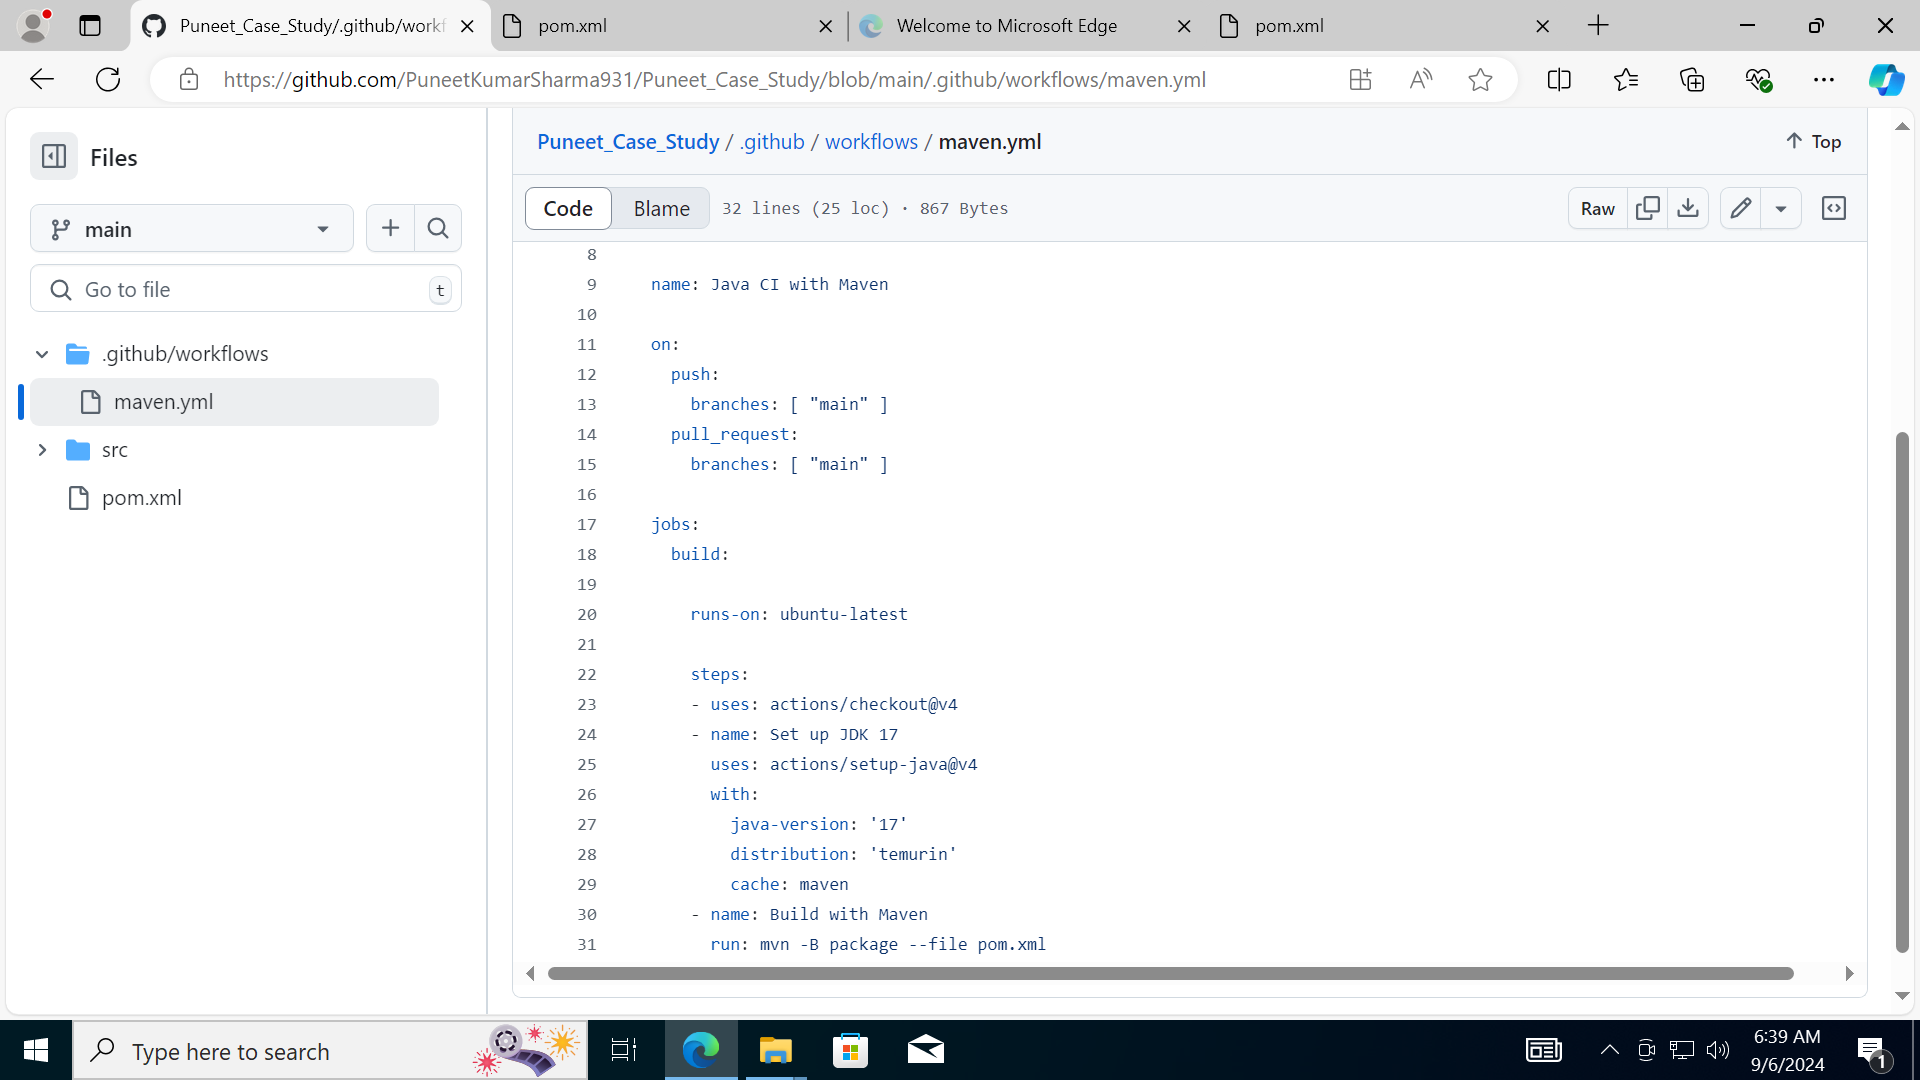 Puneet_Case_Study/.github/workf
pom.xml
Welcome to Microsoft Edge
pom.xml
https://github.com/PuneetKumarSharma931/Puneet_Case_Study/blob/main/.github/workflows/maven.yml
Files
Puneet_Case_Study / .github / workflows / maven.yml
Top
main
Code
Blame
32 lines (25 loc) · 867 Bytes
Raw
Go to file
t
.github/workflows
maven.yml
src
pom.xml
8
9 name: Java CI with Maven
10
11 on:
12 push:
13 branches: [ "main" ]
14 pull_request:
15 branches: [ "main" ]
16
17 jobs:
18 build:
19
20 runs-on: ubuntu-latest
21
22 steps:
23 - uses: actions/checkout@v4
24 - name: Set up JDK 17
25 uses: actions/setup-java@v4
26 with:
27 java-version: '17'
28 distribution: 'temurin'
29 cache: maven
30 - name: Build with Maven
31 run: mvn -B package --file pom.xml
Type here to search
6:39 AM
9/6/2024
1